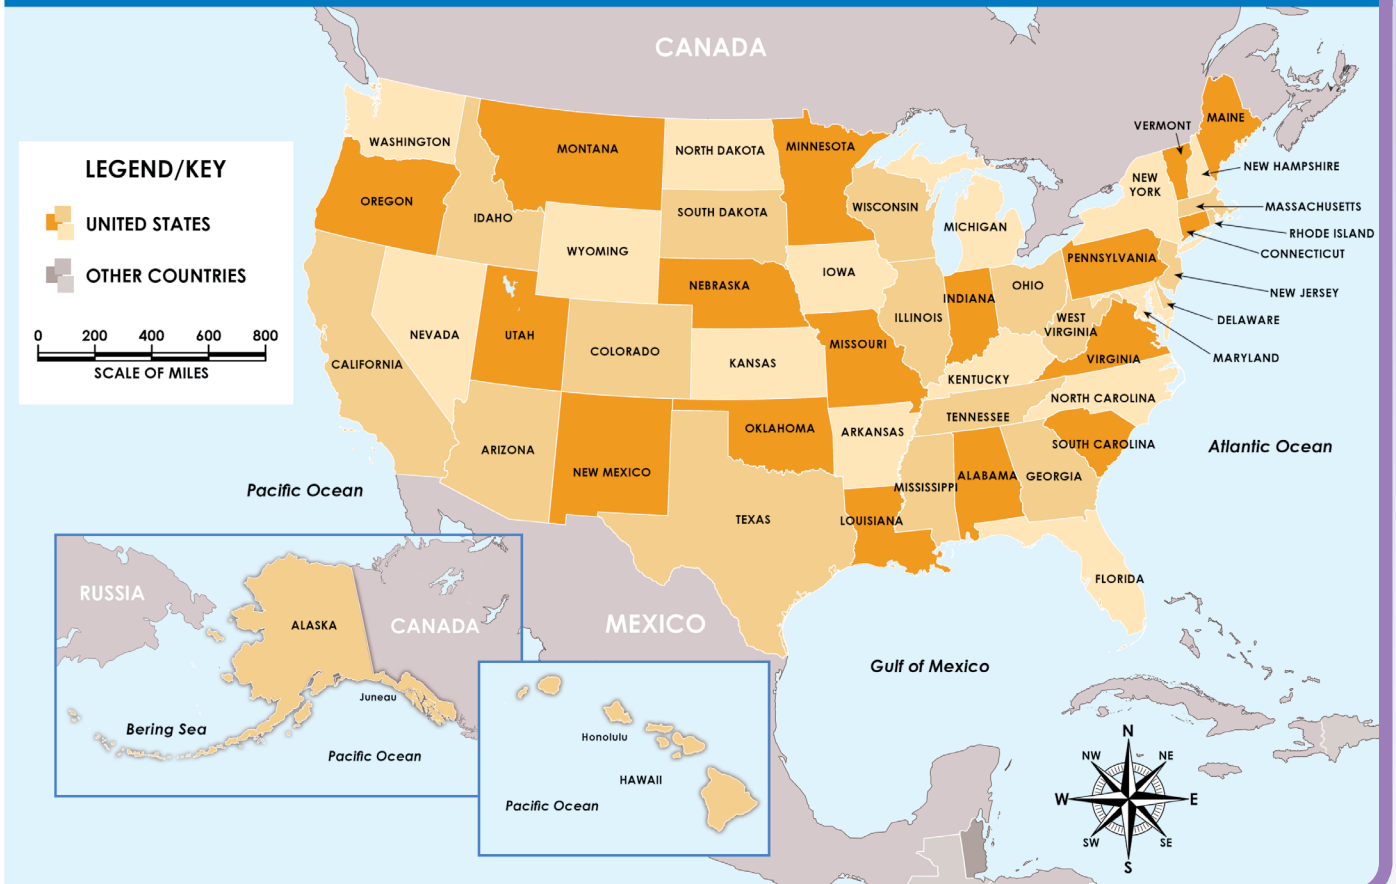 CANADA
LEGEND/KEY
UNITED STATES
OTHER COUNTRIES
0 200 400 600 800
SCALE OF MILES
WASHINGTON
MONTANA
NORTH DAKOTA
MINNESOTA
VERMONT
MAINE
NEW HAMPSHIRE
NEW
YORK
OREGON
IDAHO
SOUTH DAKOTA
WISCONSIN
MICHIGAN
MASSACHUSETTS
RHODE ISLAND
CONNECTICUT
WYOMING
IOWA
PENNSYLVANIA
NEBRASKA
INDIANA
OHIO
NEW JERSEY
ILLINOIS
WEST
VIRGINIA
DELAWARE
NEVADA
UTAH
COLORADO
MISSOURI
VIRGINIA
MARYLAND
CALIFORNIA
KANSAS
KENTUCKY
NORTH CAROLINA
TENNESSEE
ARIZONA
NEW MEXICO
OKLAHOMA
ARKANSAS
SOUTH CAROLINA
Atlantic Ocean
Pacific Ocean
MISSISSIPPI
ALABAMA
GEORGIA
TEXAS
LOUISIANA
FLORIDA
RUSSIA
ALASKA
CANADA
MEXICO
Gulf of Mexico
Juneau
Bering Sea
Pacific Ocean
Honolulu
HAWAII
Pacific Ocean
N
NW
NE
W
E
SW
SE
S